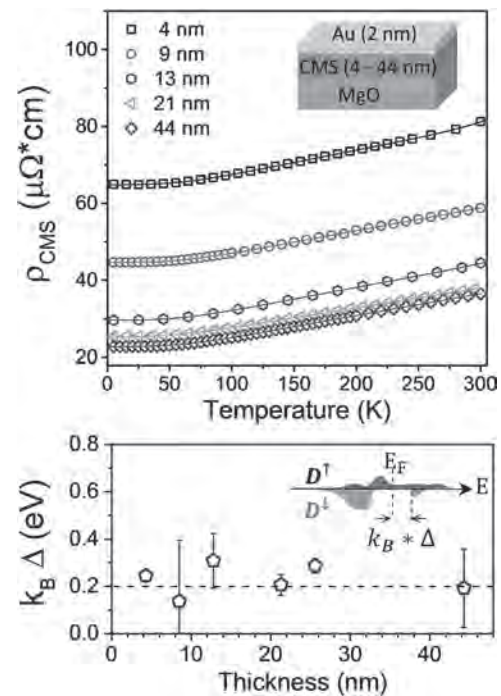 100
80
60
40
20
ρCMS (μΩ*cm)
4 nm
9 nm
13 nm
21 nm
44 nm
Au (2 nm)
CMS (4–44 nm)
MgO
0 50 100 150 200 250 300
Temperature (K)
0.8
0.6
0.4
0.2
0.0
kB Δ (eV)
D↑
D↓
EF
E
kB * Δ
0 10 20 30 40
Thickness (nm)